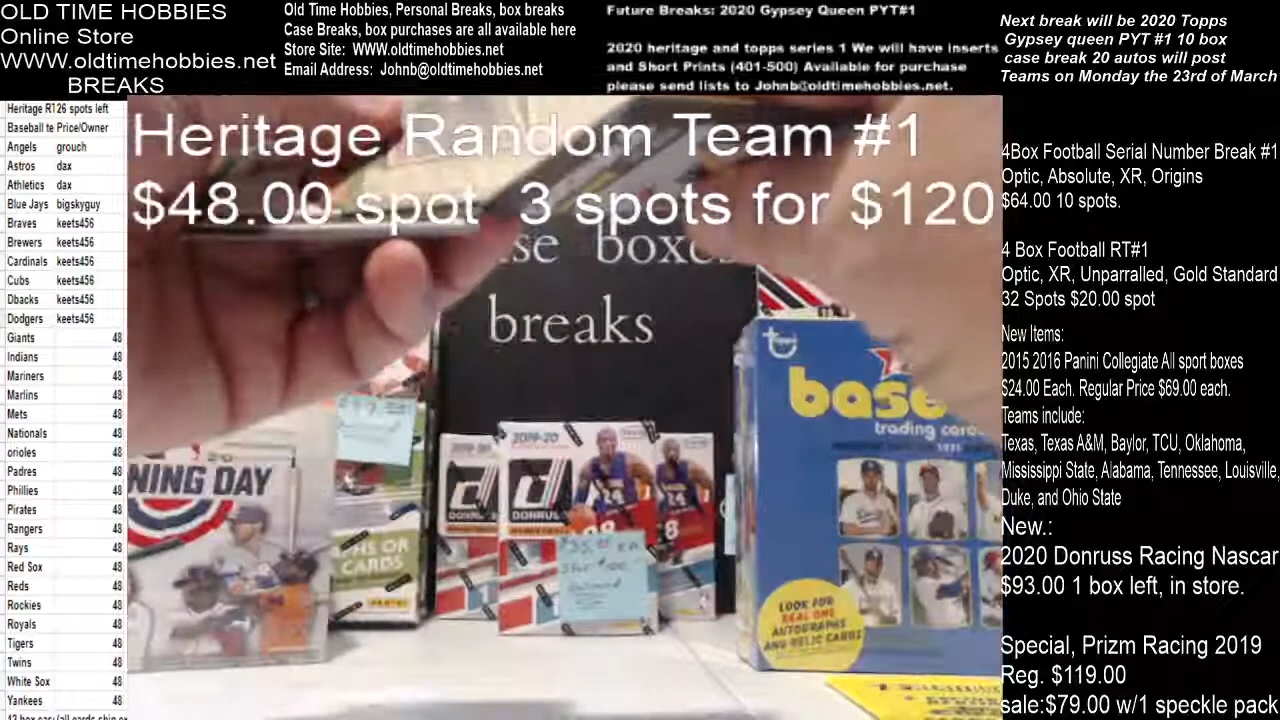 OLD TIME HOBBIES
Online Store
WWW.oldtimehobbies.net
BREAKS
Old Time Hobbies, Personal Breaks, box breaks
Case Breaks, box purchases are all available here
Store Site: WWW.oldtimehobbies.net
Email Address: Johnb@oldtimehobbies.net
Future Breaks: 2020 Gypsey Queen PYT#1
2020 heritage and topps series 1 We will have inserts
and Short Prints (401-500) Available for purchase
please send lists to Johnb@oldtimehobbies.net.
Next break will be 2020 Topps
Gypsey queen PYT #1 10 box
case break 20 autos will post
Teams on Monday the 23rd of March
Heritage RT126 spots left
Baseball te Price/Owner
Angels grouch
Astros dax
Athletics dax
Blue Jays bigskyguy
Braves keets456
Brewers keets456
Cardinals keets456
Cubs keets456
Dbacks keets456
Dodgers keets456
Giants 48
Indians 48
Mariners 48
Marlins 48
Mets 48
Nationals 48
orioles 48
Padres 48
Phillies 48
Pirates 48
Rangers 48
Rays 48
Red Sox 48
Reds 48
Rockies 48
Royals 48
Tigers 48
Twins 48
White Sox 48
Yankees 48
Heritage Random Team #1
$48.00 spot 3 spots for $120
boxes
breaks
NING DAY
HS OR
CARDS
PANINI
2019-20
DONRUSS
topps
base
trading card
LOOK FOR
REAL ONE
AUTOGRAPHS
AND RELIC CARDS
4Box Football Serial Number Break #1
Optic, Absolute, XR, Origins
$64.00 10 spots.
4 Box Football RT#1
Optic, XR, Unparralled, Gold Standard
32 Spots $20.00 spot
New Items:
2015 2016 Panini Collegiate All sport boxes
$24.00 Each. Regular Price $69.00 each.
Teams include:
Texas, Texas A&M, Baylor, TCU, Oklahoma,
Mississippi State, Alabama, Tennessee, Louisville,
Duke, and Ohio State
New.:
2020 Donruss Racing Nascar
$93.00 1 box left, in store.
Special, Prizm Racing 2019
Reg. $119.00
sale:$79.00 w/1 speckle pack